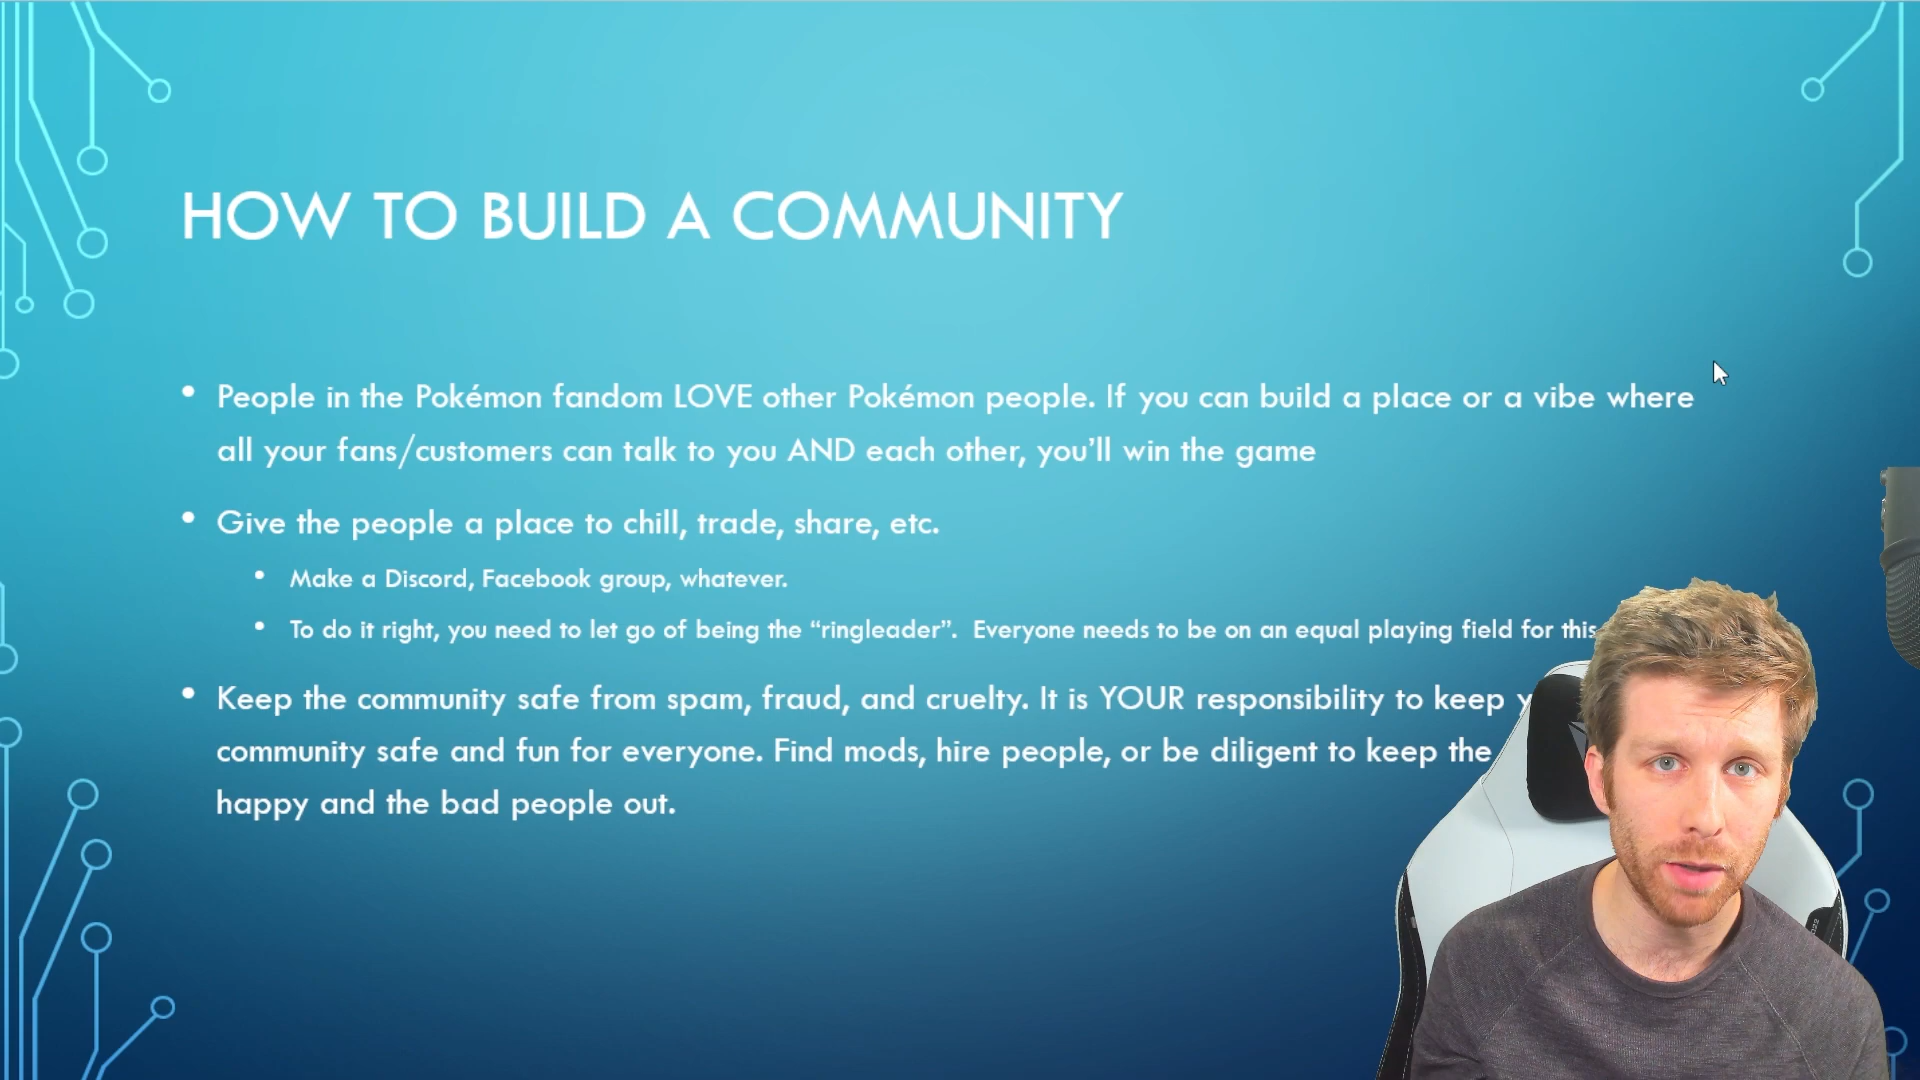 HOW TO BUILD A COMMUNITY
• People in the Pokémon fandom LOVE other Pokémon people. If you can build a place or a vibe where
all your fans/customers can talk to you AND each other, you’ll win the game
• Give the people a place to chill, trade, share, etc.
• Make a Discord, Facebook group, whatever.
• To do it right, you need to let go of being the “ringleader”. Everyone needs to be on an equal playing field for this
• Keep the community safe from spam, fraud, and cruelty. It is YOUR responsibility to keep
community safe and fun for everyone. Find mods, hire people, or be diligent to keep the
happy and the bad people out.